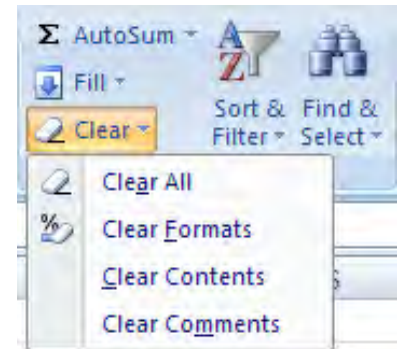 Σ AutoSum
Fill
Clear
Sort &
Filter
Find &
Select
Clear All
Clear Formats
Clear Contents
Clear Comments